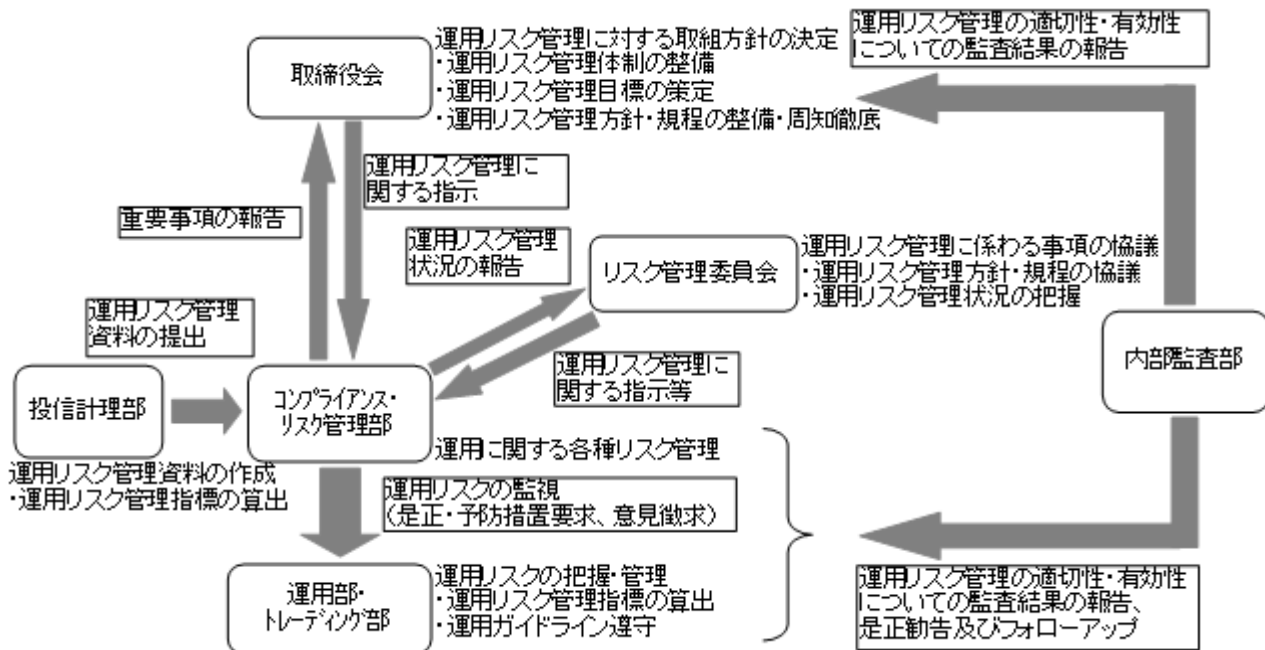 取締役会
運用リスク管理に対する取組方針の決定
・運用リスク管理体制の整備
・運用リスク管理目標の策定
・運用リスク管理方針・規程の整備・周知徹底
運用リスク管理の適切性・有効性
についての監査結果の報告
運用リスク管理に
関する指示
重要事項の報告
運用リスク管理
状況の報告
リスク管理委員会
運用リスク管理に係わる事項の協議
・運用リスク管理方針・規程の協議
・運用リスク管理状況の把握
運用リスク管理
資料の提出
運用リスク管理に
関する指示等
内部監査部
投信計理部
コンプライアンス・
リスク管理部
運用に関する各種リスク管理
運用リスク管理資料の作成
・運用リスク管理指標の算出
運用リスクの監視
(是正・予防措置要求、意見徴求)
運用部・
トレーディング部
運用リスクの把握・管理
・運用リスク管理指標の算出
・運用ガイドライン遵守
運用リスク管理の適切性・有効性
についての監査結果の報告、
是正勧告及びフォローアップ